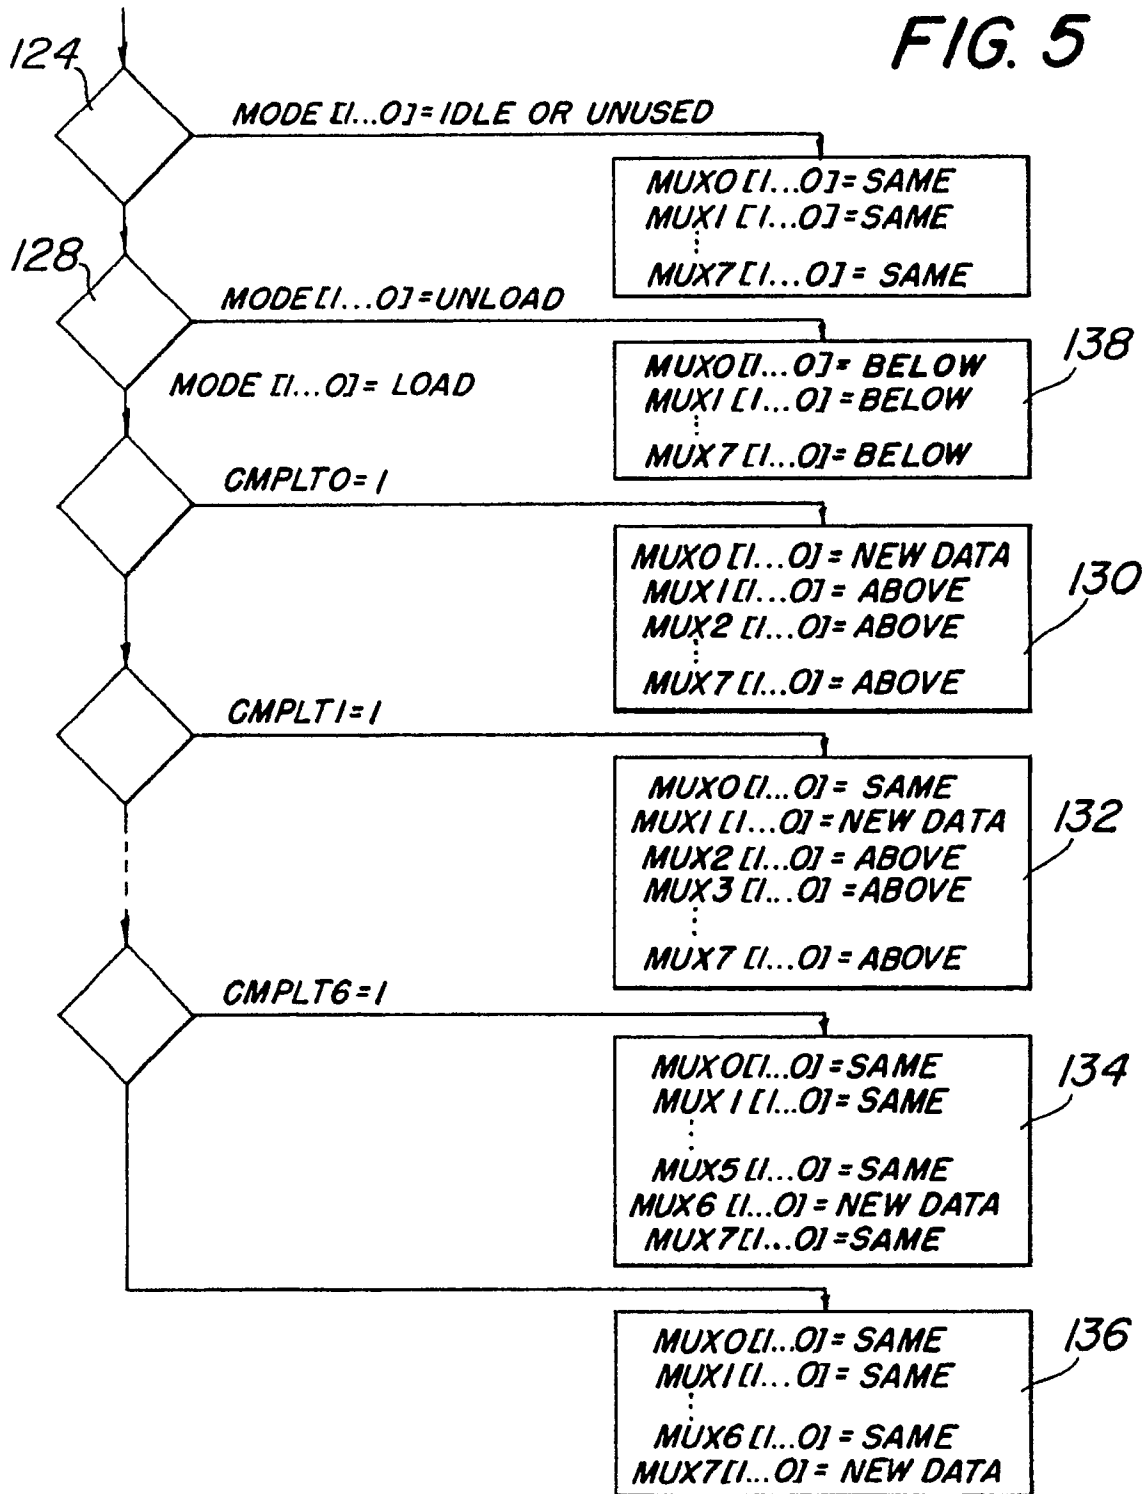 FIG. 5
124
MODE [1...0] = IDLE OR UNUSED
MUX0 [1...0] = SAME
MUX1 [1...0] = SAME
MUX7 [1...0] = SAME
128
MODE [1...0] = UNLOAD
MODE [1...0] = LOAD
138
MUX0 [1...0] = BELOW
MUX1 [1...0] = BELOW
MUX7 [1...0] = BELOW
CMPLT0 = 1
130
MUX0 [1...0] = NEW DATA
MUX1 [1...0] = ABOVE
MUX2 [1...0] = ABOVE
MUX7 [1...0] = ABOVE
CMPLT1 = 1
132
MUX0 [1...0] = SAME
MUX1 [1...0] = NEW DATA
MUX2 [1...0] = ABOVE
MUX3 [1...0] = ABOVE
MUX7 [1...0] = ABOVE
CMPLT6 = 1
134
MUX0 [1...0] = SAME
MUX1 [1...0] = SAME
MUX5 [1...0] = SAME
MUX6 [1...0] = NEW DATA
MUX7 [1...0] = SAME
136
MUX0 [1...0] = SAME
MUX1 [1...0] = SAME
MUX6 [1...0] = SAME
MUX7 [1...0] = NEW DATA